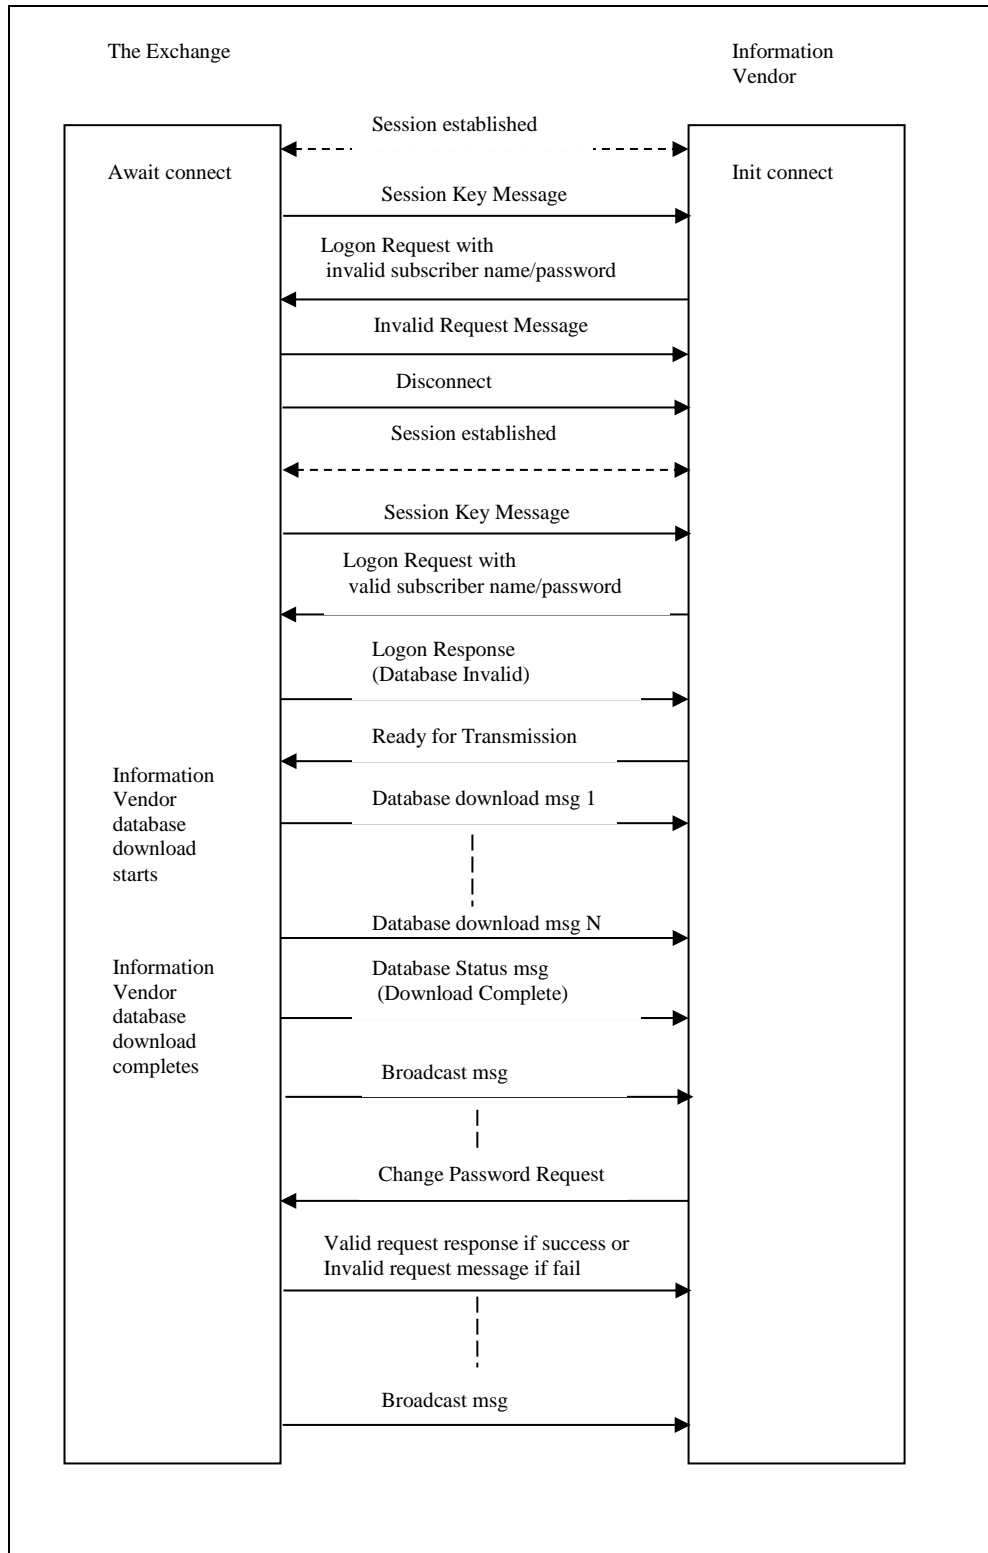 The Exchange
Information
Vendor
Session established
Await connect
Init connect
Session Key Message
Logon Request with
invalid subscriber name/password
Invalid Request Message
Disconnect
Session established
Session Key Message
Logon Request with
valid subscriber name/password
Logon Response
(Database Invalid)
Ready for Transmission
Information
Vendor
database
download
starts
Database download msg 1
Database download msg N
Information
Vendor
database
download
completes
Database Status msg
(Download Complete)
Broadcast msg
Change Password Request
Valid request response if success or
Invalid request message if fail
Broadcast msg